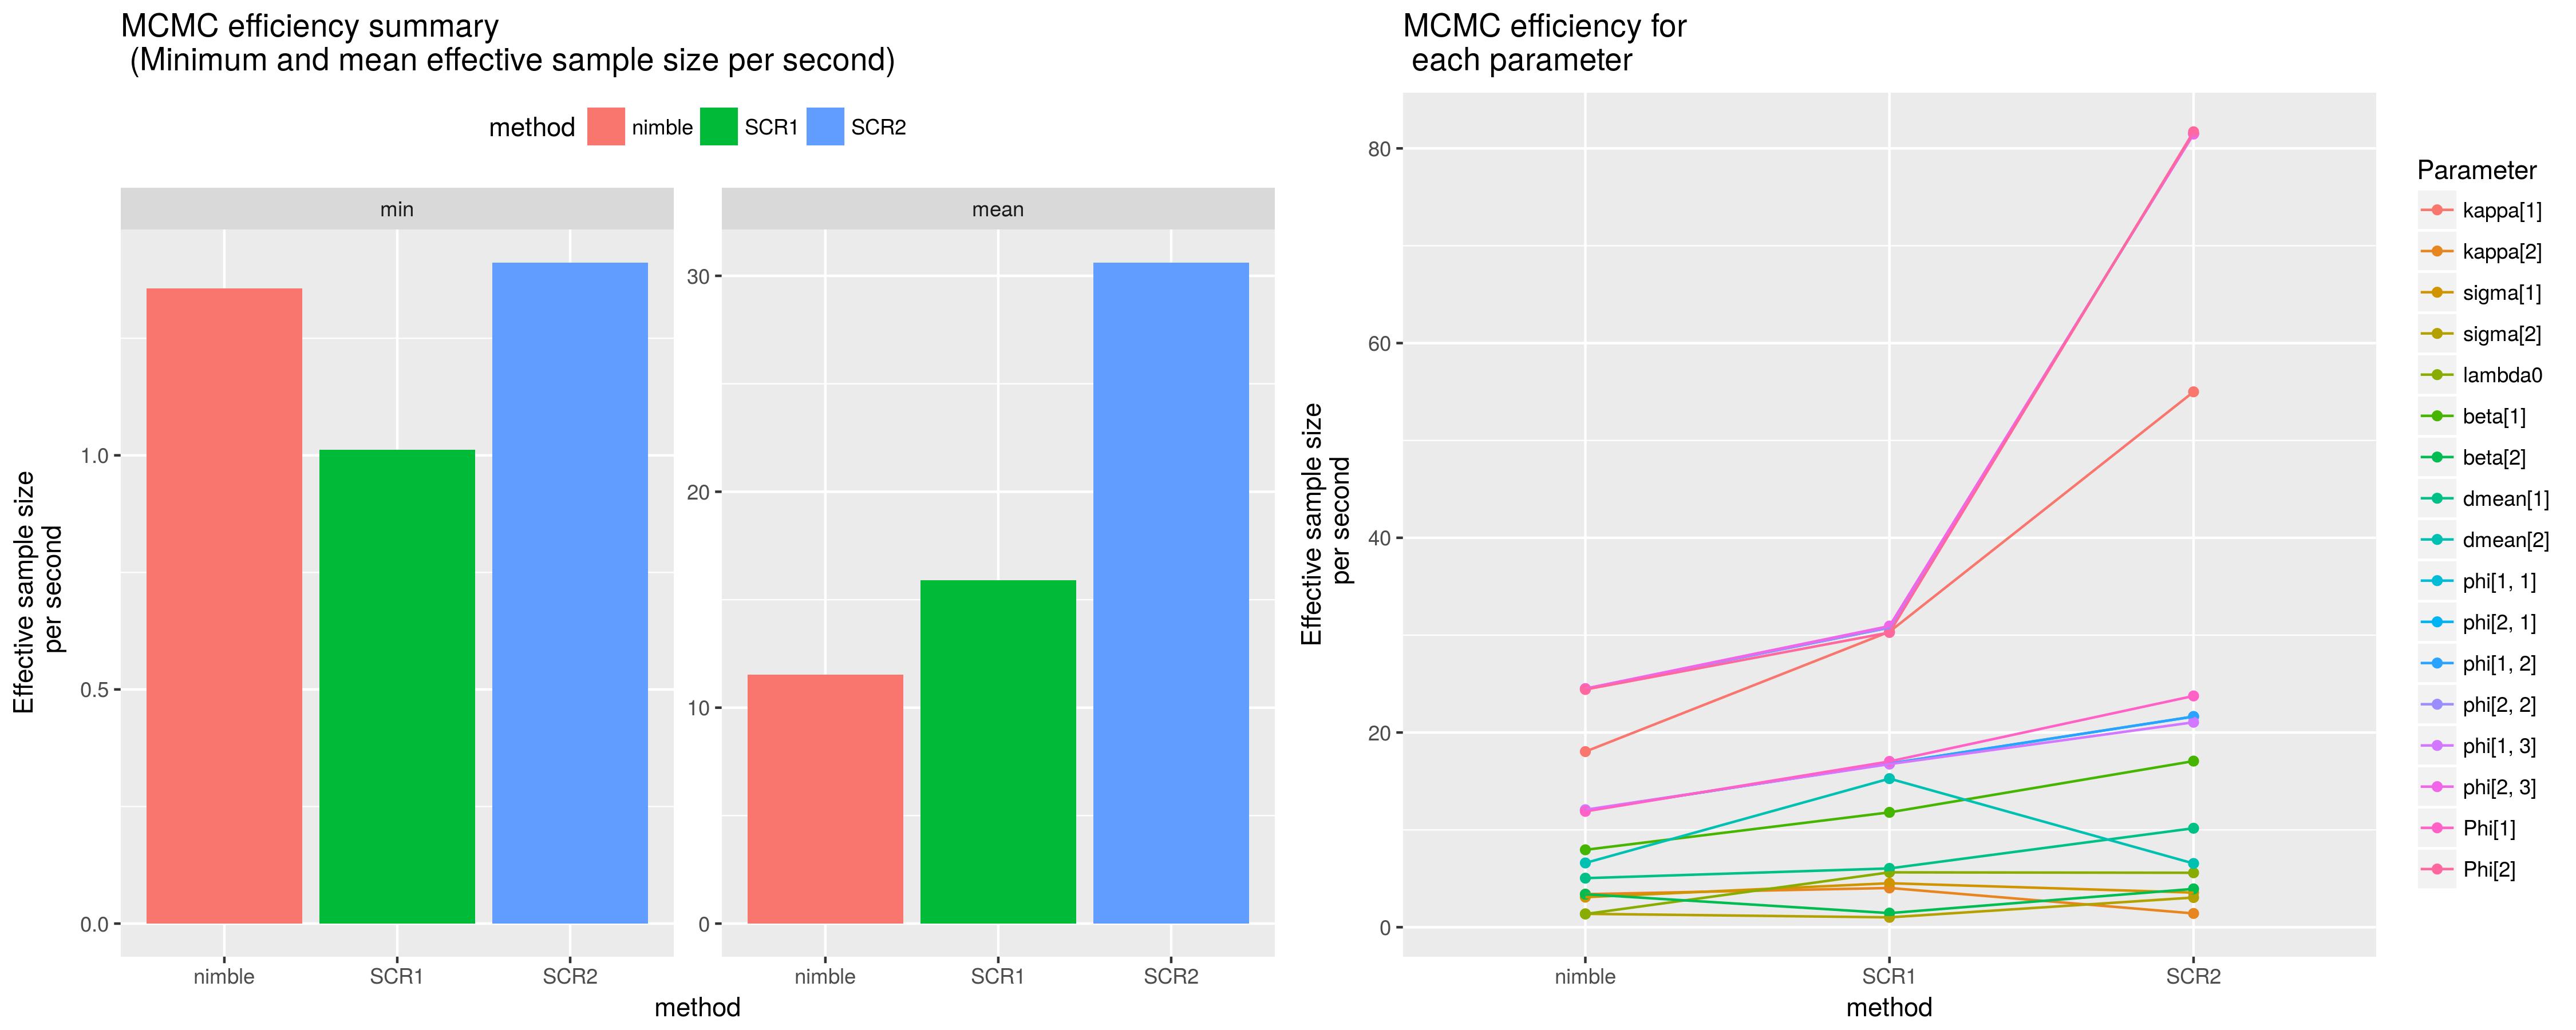 MCMC efficiency summary
(Minimum and mean effective sample size per second)
method nimble SCR1 SCR2
min
mean
Effective sample size
per second
1.0
0.5
0.0
30
20
10
0
nimble SCR1 SCR2
nimble SCR1 SCR2
method
MCMC efficiency for
each parameter
Effective sample size
per second
80
60
40
20
0
nimble SCR1 SCR2
method
Parameter
kappa[1]
kappa[2]
sigma[1]
sigma[2]
lambda0
beta[1]
beta[2]
dmean[1]
dmean[2]
phi[1, 1]
phi[2, 1]
phi[1, 2]
phi[2, 2]
phi[1, 3]
phi[2, 3]
Phi[1]
Phi[2]